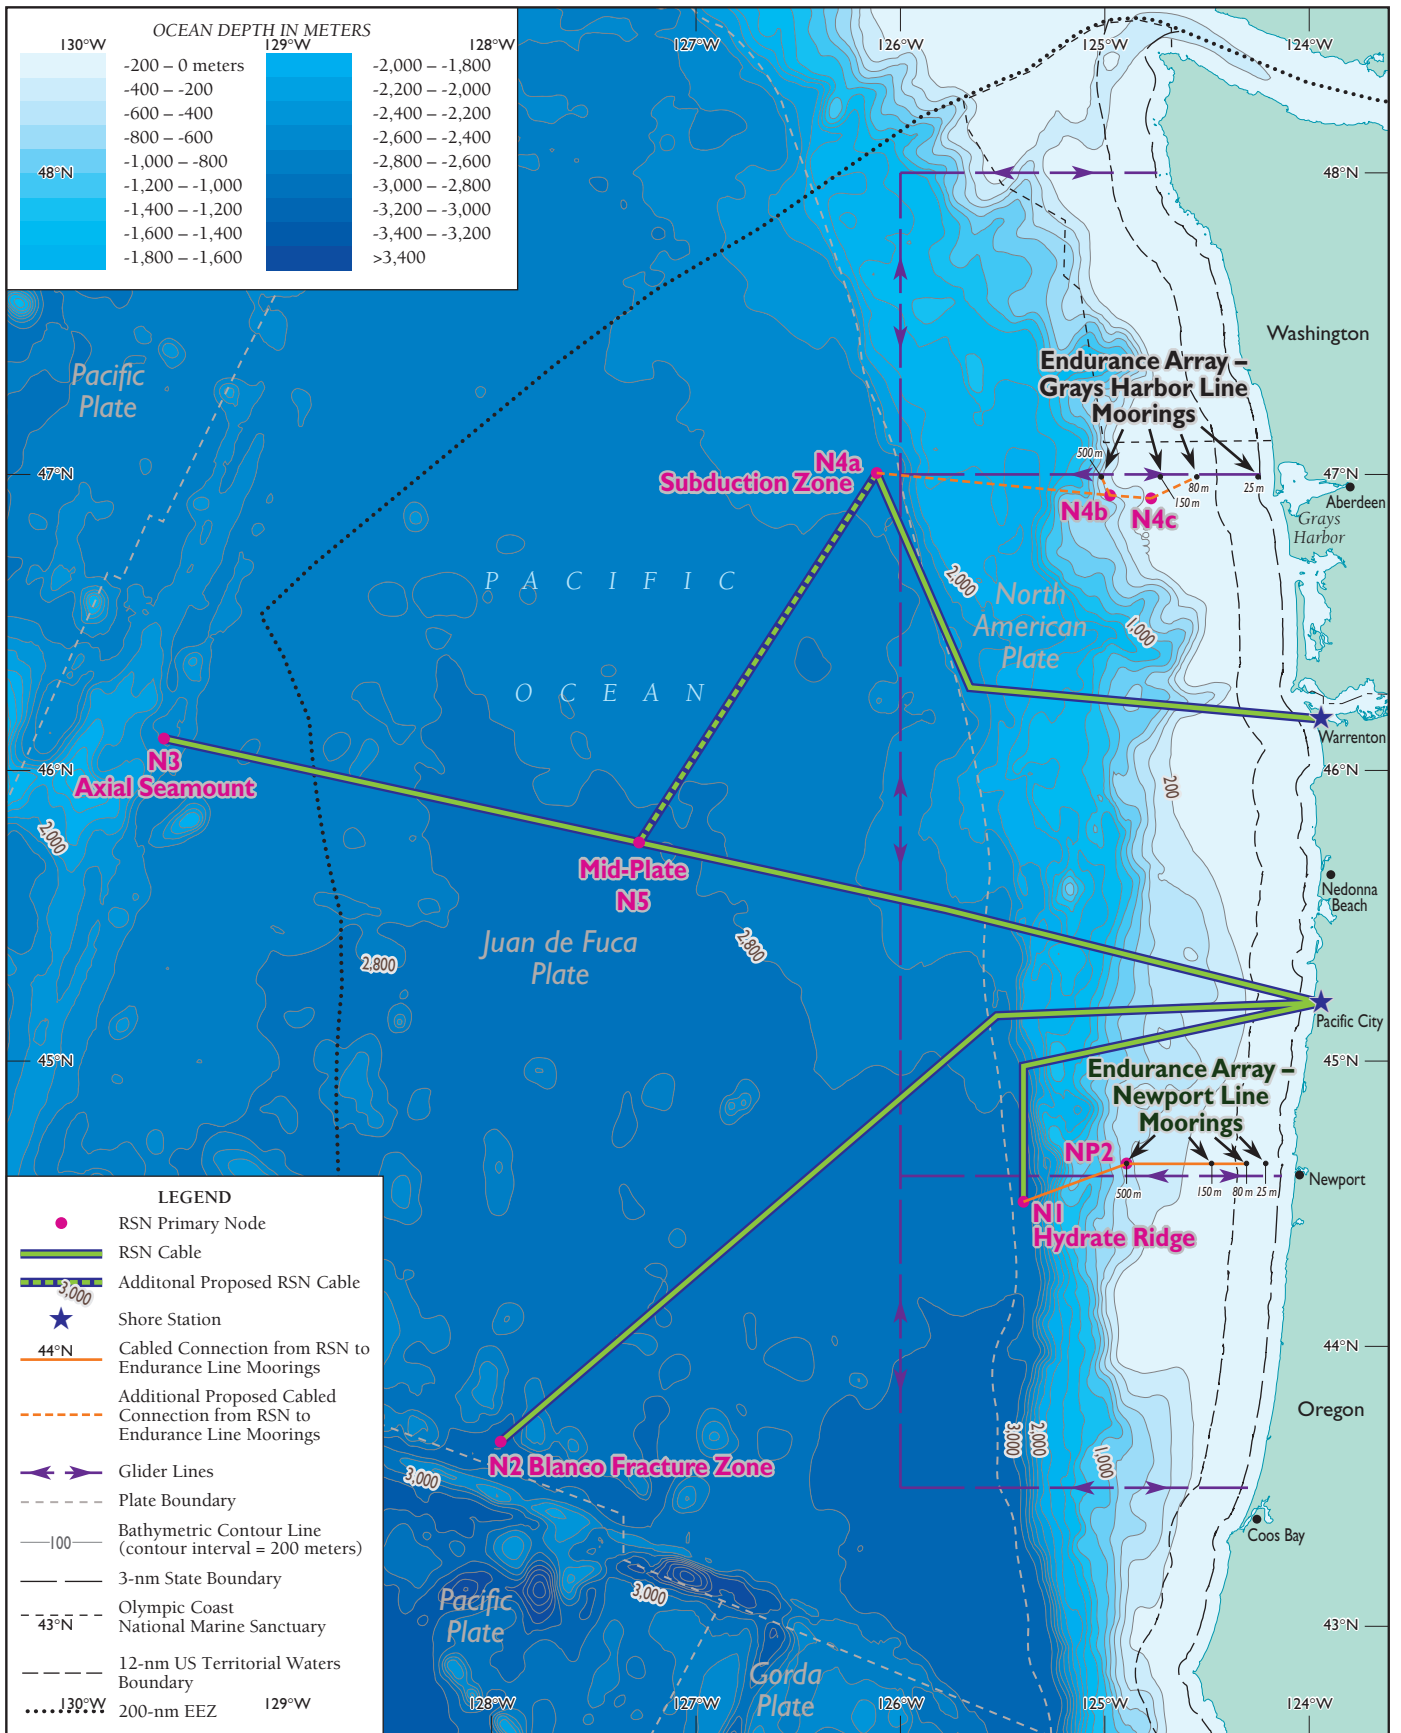 OCEAN DEPTH IN METERS
130°W
129°W
128°W
127°W
126°W
125°W
124°W
-200 – 0 meters
-400 – -200
-600 – -400
-800 – -600
-1,000 – -800
-1,200 – -1,000
-1,400 – -1,200
-1,600 – -1,400
-1,800 – -1,600
-2,000 – -1,800
-2,200 – -2,000
-2,400 – -2,200
-2,600 – -2,400
-2,800 – -2,600
-3,000 – -2,800
-3,200 – -3,000
-3,400 – -3,200
>3,400
48°N
48°N
Washington
Pacific
Plate
Endurance Array –
Grays Harbor Line
Moorings
500 m
80 m
150 m
25 m
47°N
47°N
N4a
Subduction Zone
N4b
N4c
Aberdeen
Grays
Harbor
PACIFIC
OCEAN
2,000
North
American
Plate
1,000
Warrenton
N3
Axial Seamount
46°N
46°N
200
2,000
Mid-Plate
N5
Nedonna
Beach
Juan de Fuca
Plate
2,800
2,800
Pacific City
45°N
45°N
Endurance Array –
Newport Line
Moorings
NP2
500 m
150 m
80 m
25 m
Newport
N1
Hydrate Ridge
44°N
Oregon
3,000
2,000
1,000
N2 Blanco Fracture Zone
3,000
Coos Bay
3,000
Pacific
Plate
43°N
Gorda
Plate
LEGEND
RSN Primary Node
RSN Cable
Additonal Proposed RSN Cable
3,000
Shore Station
44°N
Cabled Connection from RSN to
Endurance Line Moorings
Additional Proposed Cabled
Connection from RSN to
Endurance Line Moorings
Glider Lines
Plate Boundary
100
Bathymetric Contour Line
(contour interval = 200 meters)
3-nm State Boundary
43°N
Olympic Coast
National Marine Sanctuary
12-nm US Territorial Waters
Boundary
200-nm EEZ
130°W
129°W
128°W
127°W
126°W
125°W
124°W